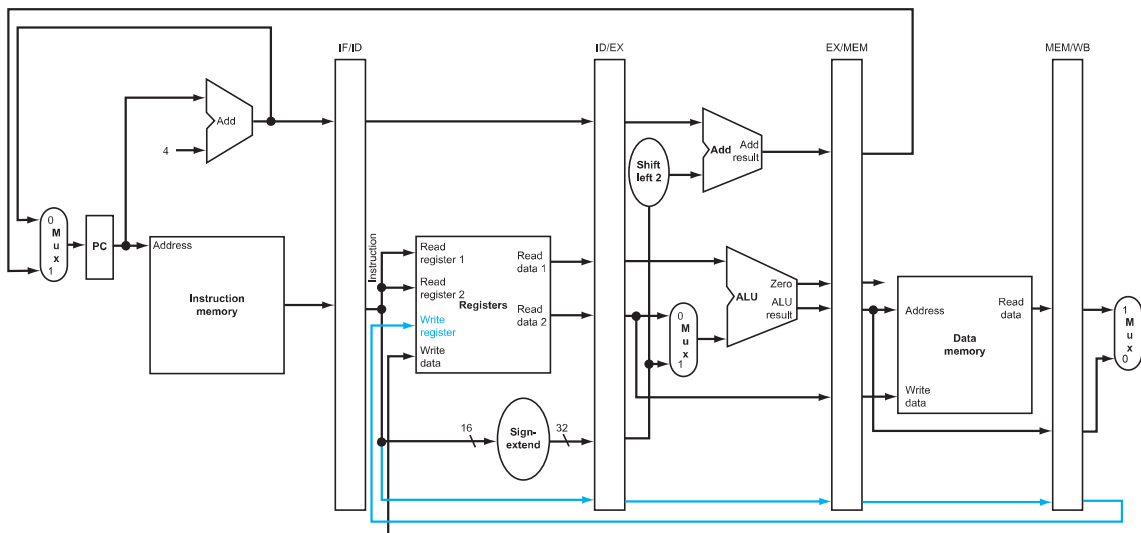 IF/ID
ID/EX
EX/MEM
MEM/WB
Add
4
0
M
u
x
1
PC
Address
Instruction
memory
Instruction
Read
register 1
Read
register 2
Registers
Write
register
Write
data
Read
data 1
Read
data 2
16
Sign-
extend
32
Shift
left 2
Add
Add
result
0
M
u
x
1
ALU
Zero
ALU
result
Address
Read
data
Data
memory
Write
data
1
M
u
x
0